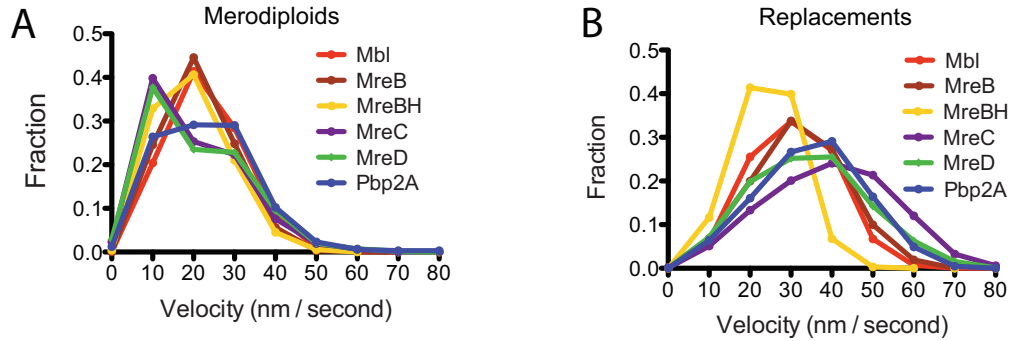 A
Merodiploids
0.5
0.4
0.3
0.2
0.1
0.0
Fraction
0 10 20 30 40 50 60 70 80
Velocity (nm / second)
Mbl
MreB
MreBH
MreC
MreD
Pbp2A
B
Replacements
0.5
0.4
0.3
0.2
0.1
0.0
Fraction
0 10 20 30 40 50 60 70 80
Velocity (nm / second)
Mbl
MreB
MreBH
MreC
MreD
Pbp2A